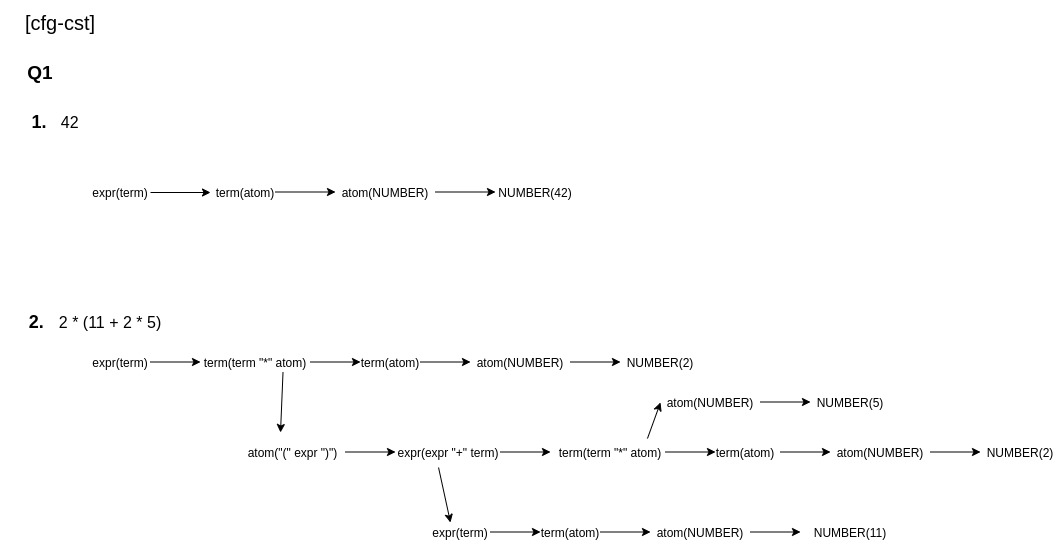 [cfg-cst]
Q1
1. 42
expr(term) term(atom) atom(NUMBER) NUMBER(42)
2. 2 * (11 + 2 * 5)
expr(term) term(term "*" atom) term(atom) atom(NUMBER) NUMBER(2)
atom(NUMBER) NUMBER(5)
atom("(" expr ")") expr(expr "+" term) term(term "*" atom) term(atom) atom(NUMBER) NUMBER(2)
expr(term) term(atom) atom(NUMBER) NUMBER(11)